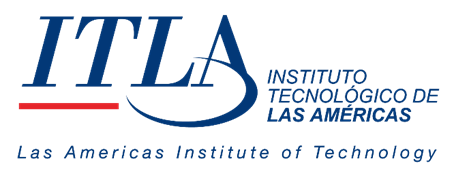 ITLA
INSTITUTO
TECNOLÓGICO DE
LAS AMÉRICAS
Las Americas Institute of Technology